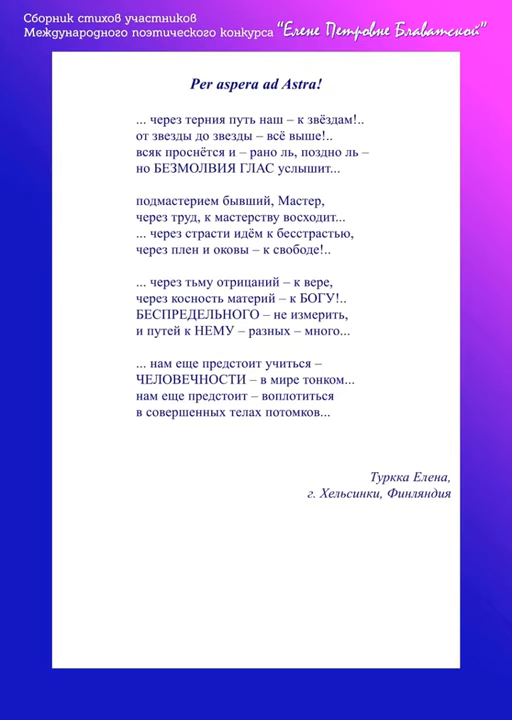 Сборник стихов участников
Международного поэтического конкурса "Елене Петровне Блаватской"
Per aspera ad Astra!
... через терния путь наш – к звёздам!..
от звезды до звезды – всё выше!..
всяк проснётся и – рано ль, поздно ль –
но БЕЗМОЛВИЯ ГЛАС услышит...
подмастерием бывший, Мастер,
через труд, к мастерству восходит...
... через страсти идём к бесстрастью,
через плен и оковы – к свободе!..
... через тьму отрицаний – к вере,
через косность материй – к БОГУ!..
БЕСПРЕДЕЛЬНОГО – не измерить,
и путей к НЕМУ – разных – много...
... нам еще предстоит учиться –
ЧЕЛОВЕЧНОСТИ – в мире тонком...
нам еще предстоит – воплотиться
в совершенных телах потомков...
Туркка Елена,
г. Хельсинки, Финляндия